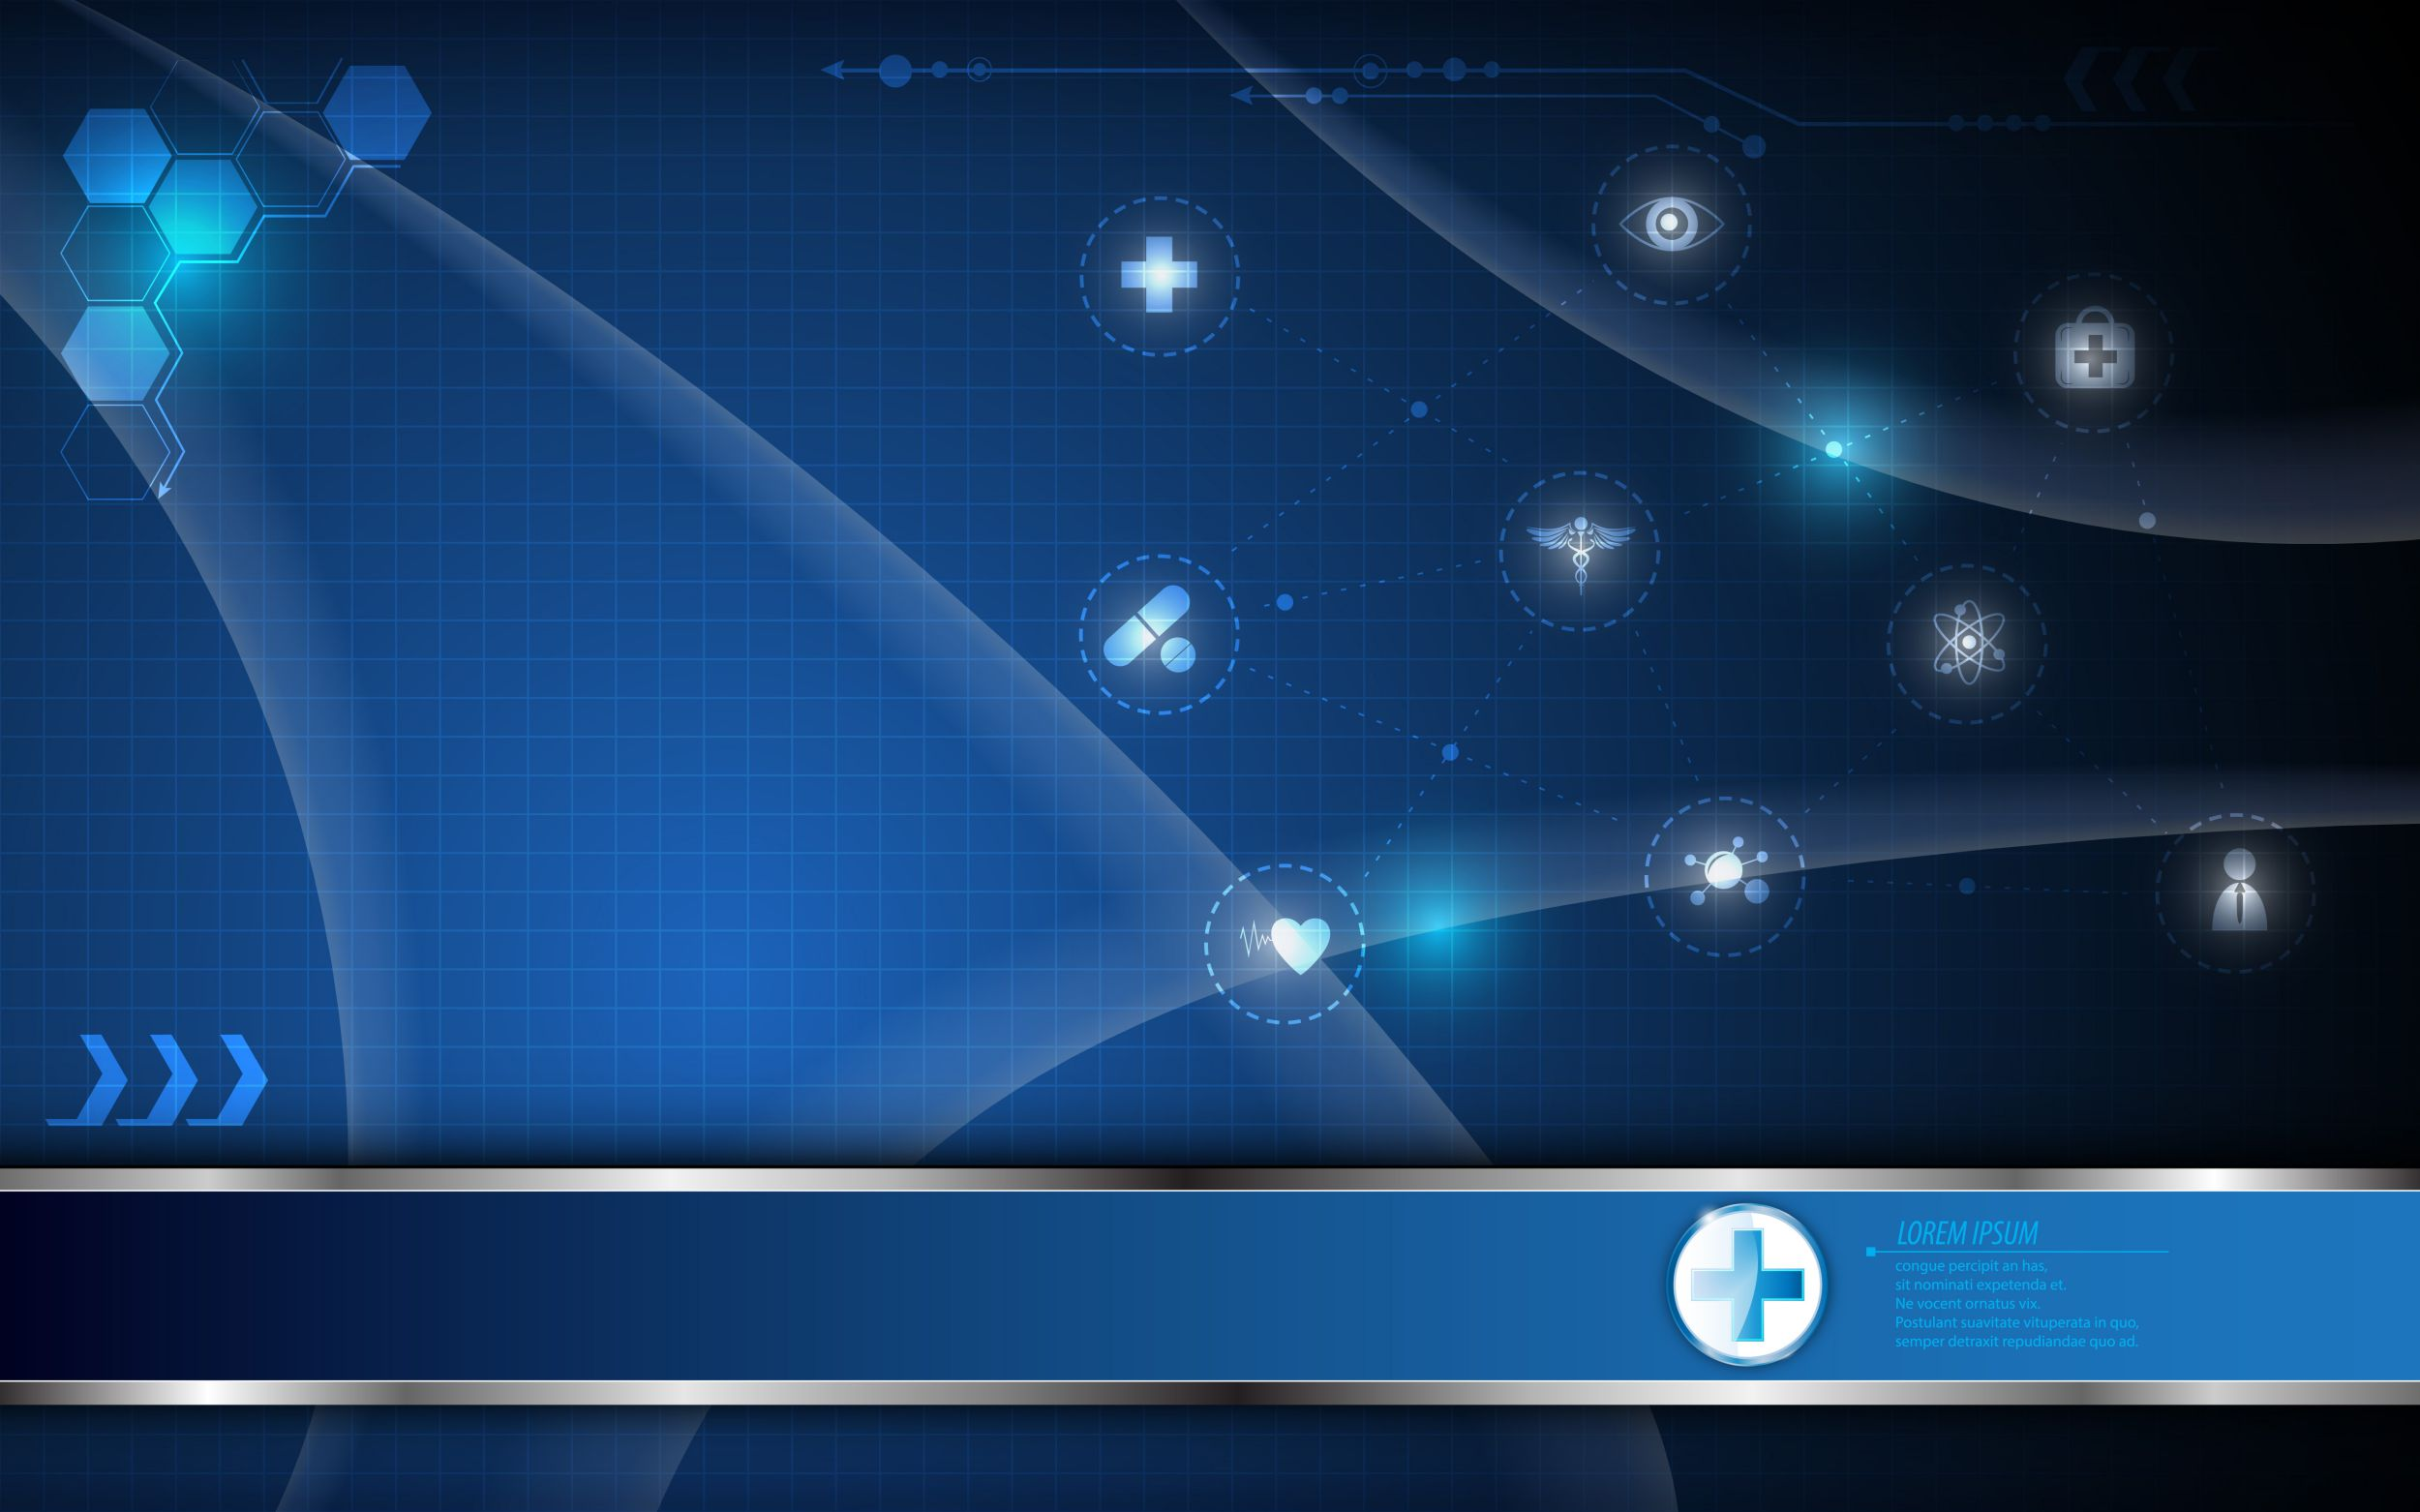 LOREM IPSUM
congue percipit an has,
sit nominati expetenda et.
Ne vocent ornatus vix.
Postulant suavitate vituperata in quo,
semper detraxit repudiandae quo ad.